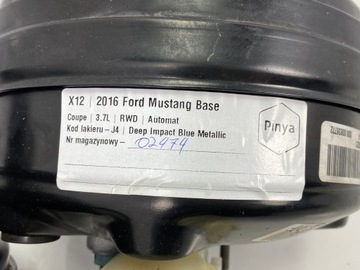 X12 | 2016 Ford Mustang Base
Coupe | 3.7L | RWD | Automat
Kod lakieru – J4 | Deep Impact Blue Metallic
Nr magazynowy – 02474
Pinya